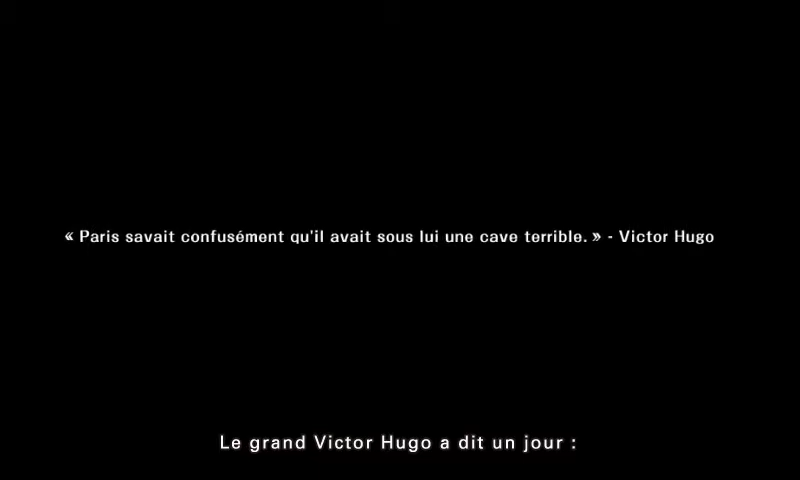 « Paris savait confusément qu'il avait sous lui une cave terrible. » - Victor Hugo
Le grand Victor Hugo a dit un jour :